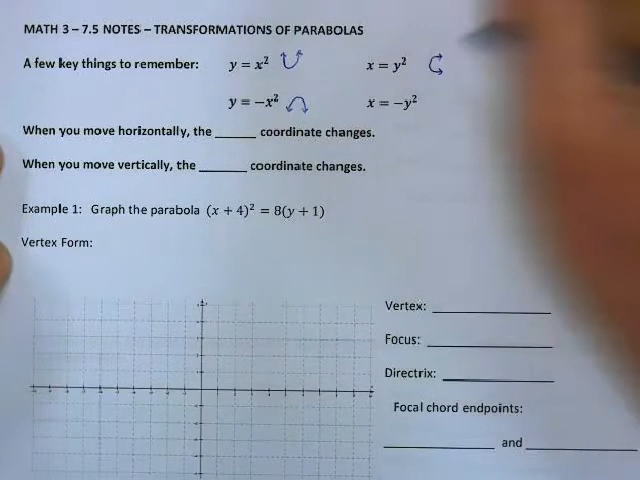 MATH 3 – 7.5 NOTES – TRANSFORMATIONS OF PARABOLAS
A few key things to remember: y = x² x = y²
y = −x² x = −y²
When you move horizontally, the ______ coordinate changes.
When you move vertically, the ______ coordinate changes.
Example 1: Graph the parabola (x + 4)² = 8(y + 1)
Vertex Form:
Vertex: ______________
Focus: ______________
Directrix: ______________
Focal chord endpoints:
______________ and ______________